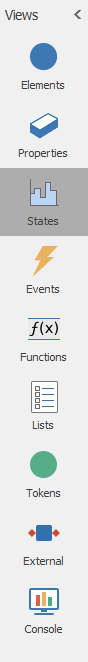 Views <
Elements
Properties
States
Events
ƒ(x)
Functions
Lists
Tokens
External
Console